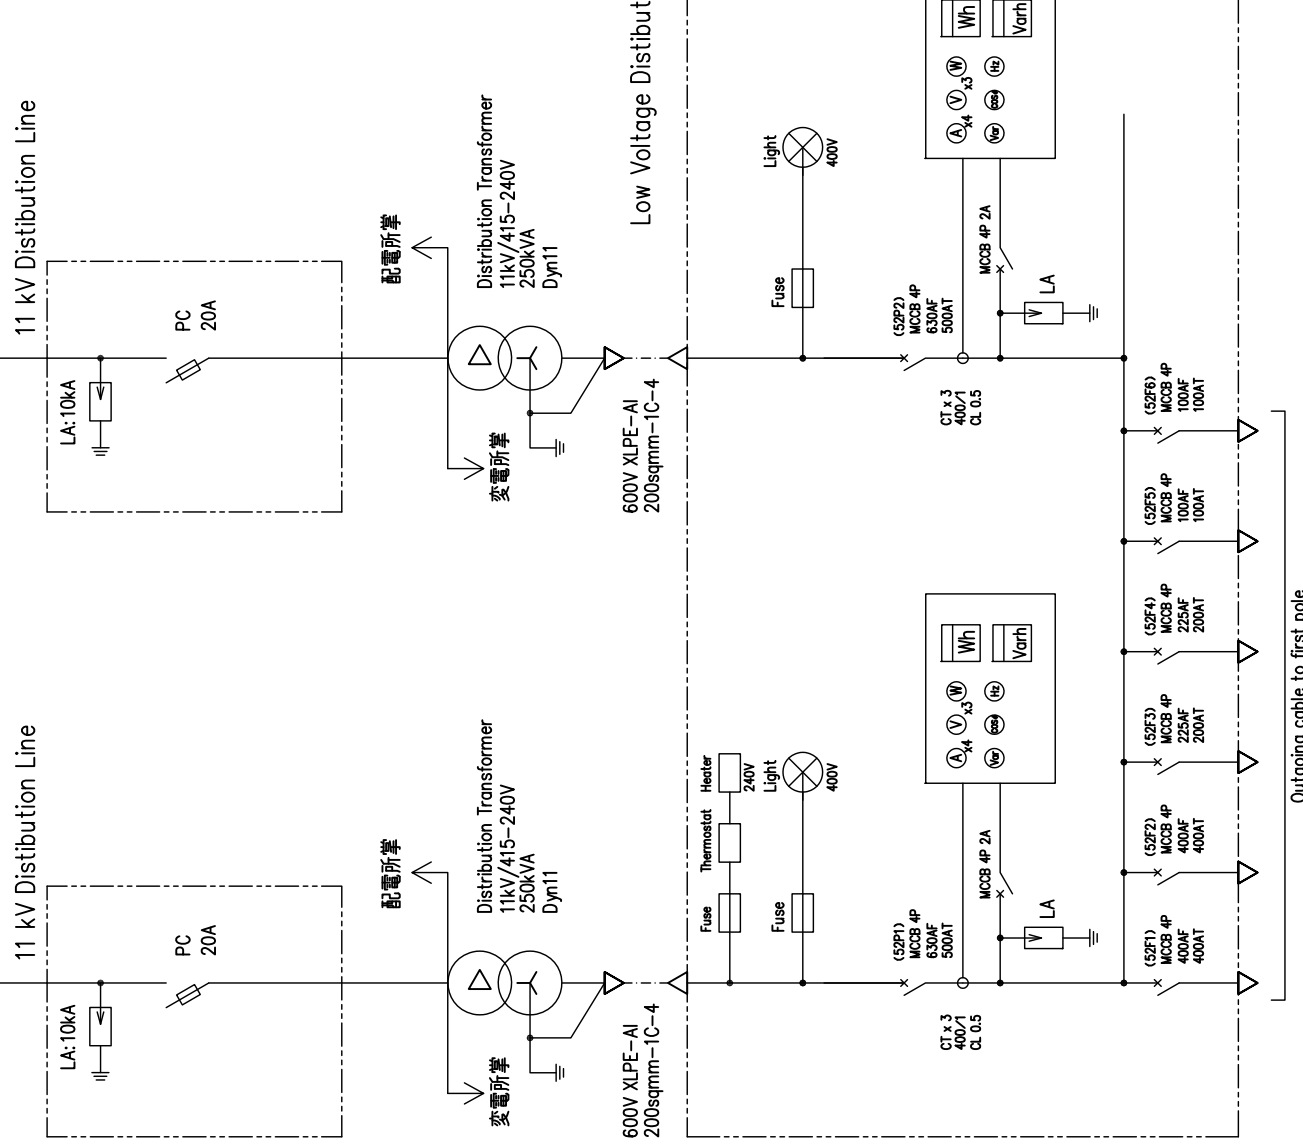 11 kV Distibution Line
LA:10kA
PC
20A
配電所掌
変電所掌
Distribution Transformer
11kV/415-240V
250kVA
Dyn11
600V XLPE-Al
200sqmm-1C-4
Low Voltage Distibut
Light
400V
Fuse
(52P2)
MCCB 4P
630AF
500AT
CT x 3
400/1
CL 0.5
MCCB 4P 2A
LA
A
x4
V
x3
W
Var
cosø
Hz
Wh
Varh
(52F6)
MCCB 4P
100AF
100AT
(52F5)
MCCB 4P
100AF
100AT
(52F4)
MCCB 4P
225AF
200AT
(52F3)
MCCB 4P
225AF
200AT
(52F2)
MCCB 4P
400AF
400AT
(52F1)
MCCB 4P
400AF
400AT
Outgoing cable to first pole
11 kV Distibution Line
LA:10kA
PC
20A
配電所掌
変電所掌
Distribution Transformer
11kV/415-240V
250kVA
Dyn11
600V XLPE-Al
200sqmm-1C-4
Fuse
Thermostat
Heater
240V
Fuse
Light
400V
(52P1)
MCCB 4P
630AF
500AT
CT x 3
400/1
CL 0.5
MCCB 4P 2A
LA
A
x4
V
x3
W
Var
cosø
Hz
Wh
Varh